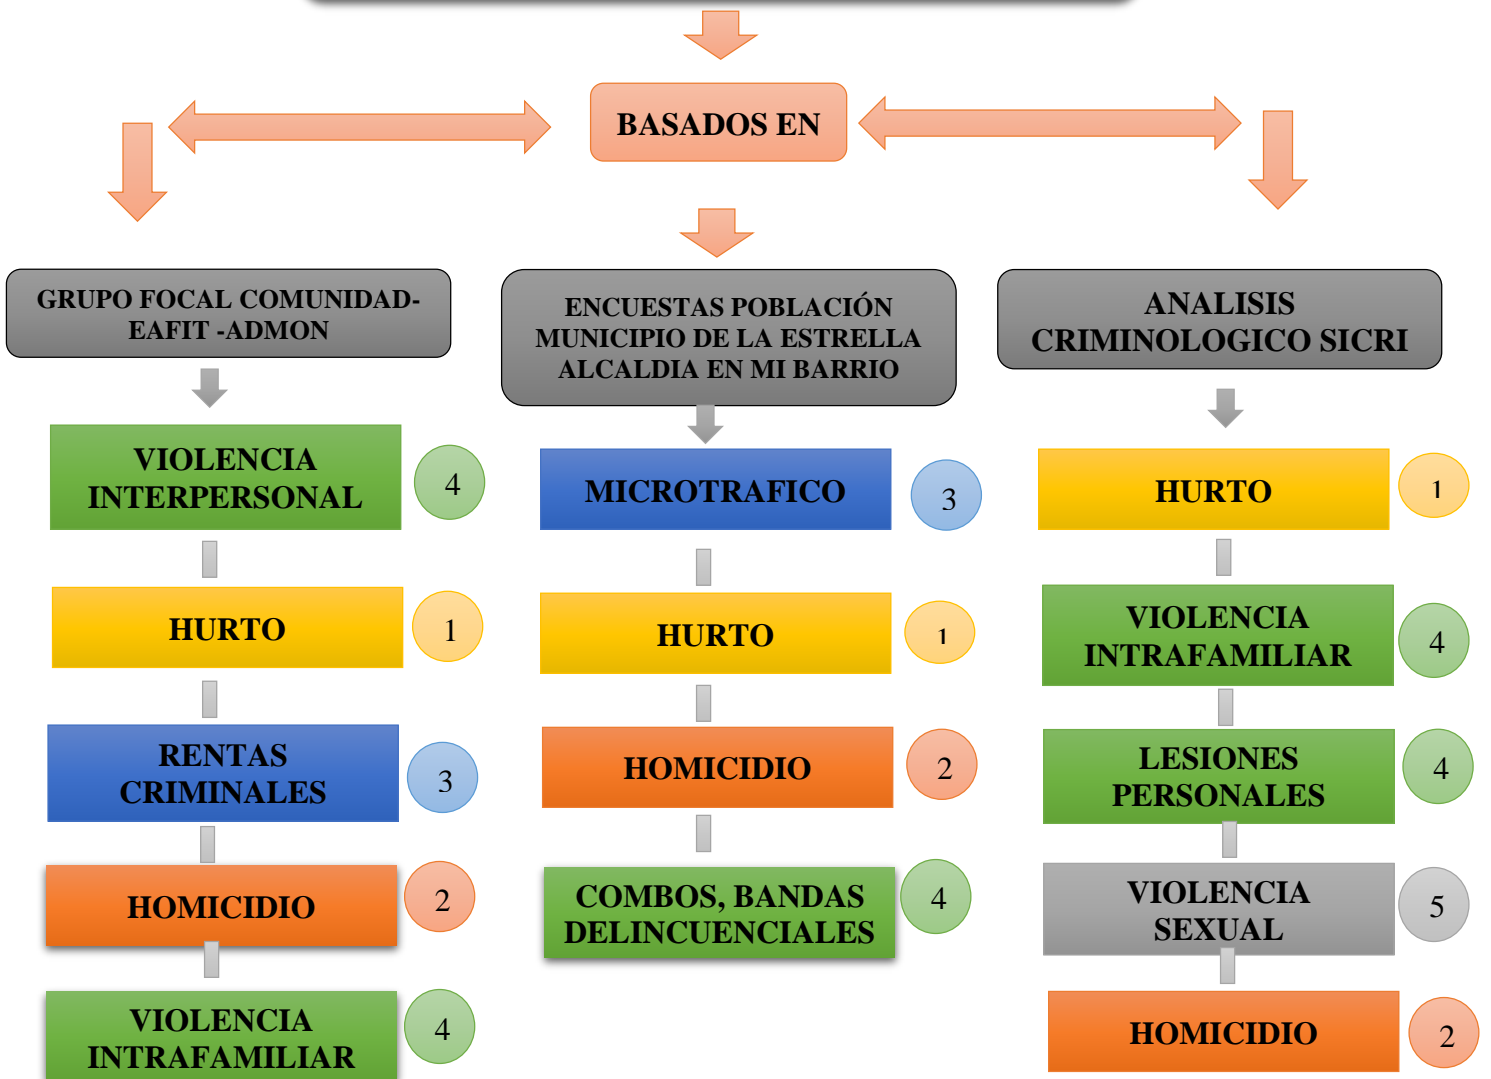 BASADOS EN
GRUPO FOCAL COMUNIDAD-
EAFIT -ADMON
VIOLENCIA
INTERPERSONAL
4
HURTO
1
RENTAS
CRIMINALES
3
HOMICIDIO
2
VIOLENCIA
INTRAFAMILIAR
4
ENCUESTAS POBLACIÓN
MUNICIPIO DE LA ESTRELLA
ALCALDIA EN MI BARRIO
MICROTRAFICO
3
HURTO
1
HOMICIDIO
2
COMBOS, BANDAS
DELINCUENCIALES
4
ANALISIS
CRIMINOLOGICO SICRI
HURTO
1
VIOLENCIA
INTRAFAMILIAR
4
LESIONES
PERSONALES
4
VIOLENCIA
SEXUAL
5
HOMICIDIO
2